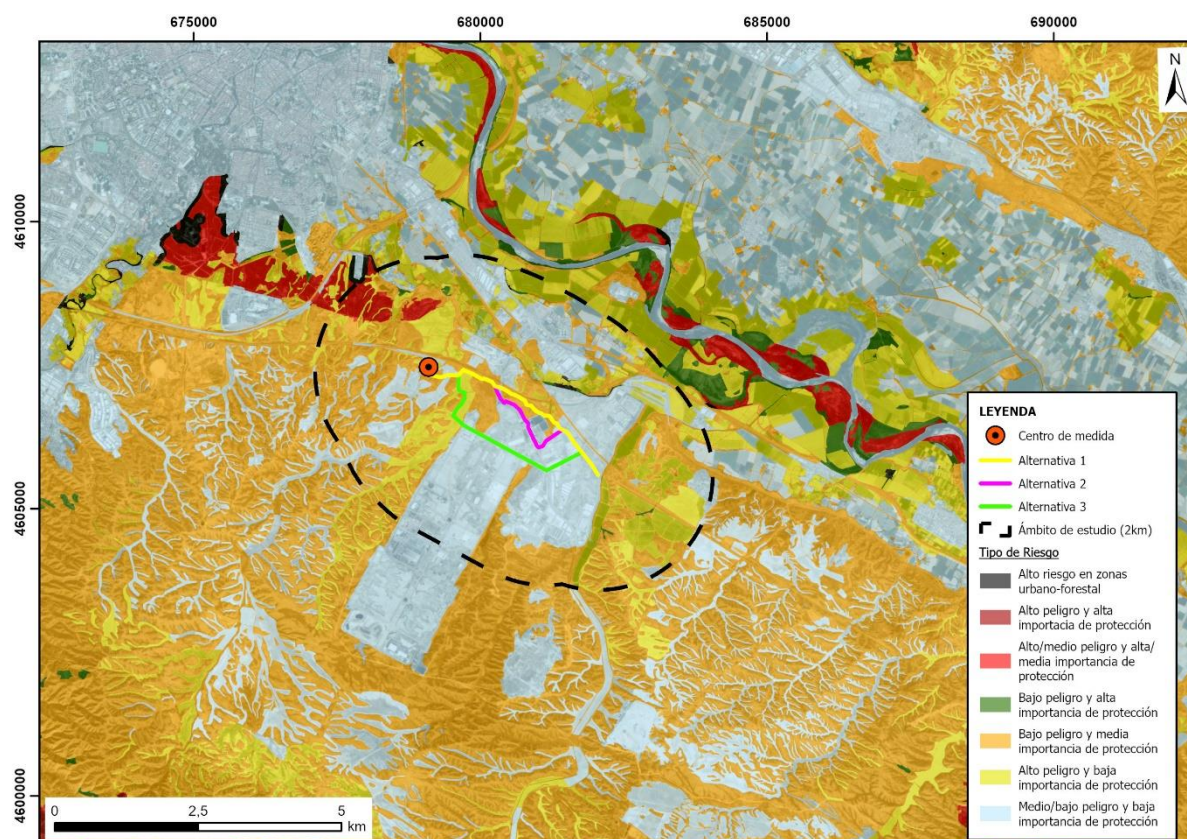 675000
680000
685000
690000
4610000
4605000
4600000
N
LEYENDA
Centro de medida
Alternativa 1
Alternativa 2
Alternativa 3
Ámbito de estudio (2km)
Tipo de Riesgo
Alto riesgo en zonas
urbano-forestal
Alto peligro y alta
importacia de protección
Alto/medio peligro y alta/
media importancia de
protección
Bajo peligro y alta
importancia de protección
Bajo peligro y media
importancia de protección
Alto peligro y baja
importancia de protección
Medio/bajo peligro y baja
importancia de protección
0
2,5
5
km